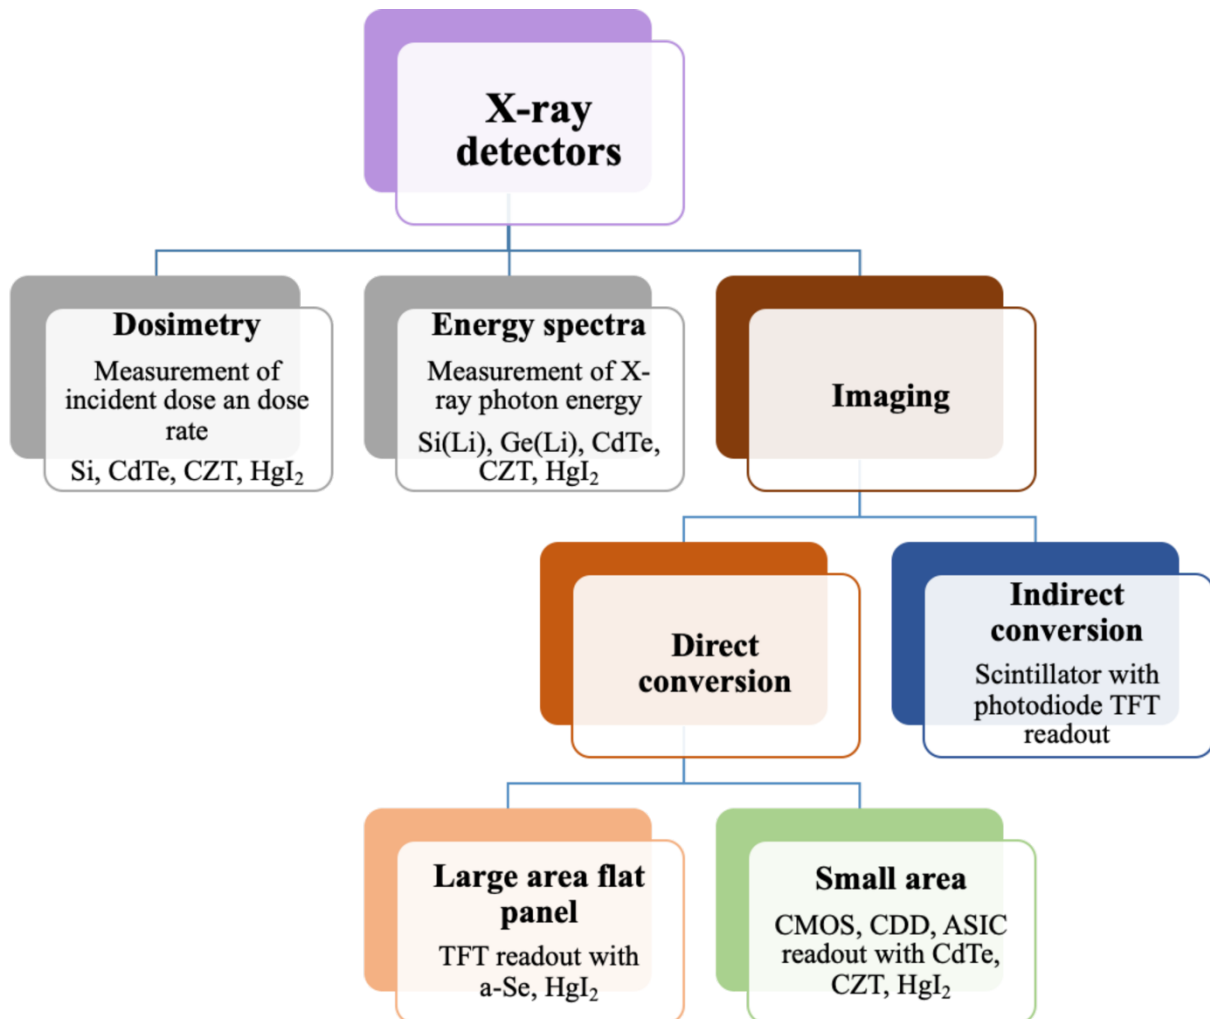 X-ray
detectors
Dosimetry
Measurement of
incident dose an dose
rate
Si, CdTe, CZT, HgI₂
Energy spectra
Measurement of X-
ray photon energy
Si(Li), Ge(Li), CdTe,
CZT, HgI₂
Imaging
Direct
conversion
Indirect
conversion
Scintillator with
photodiode TFT
readout
Large area flat
panel
TFT readout with
a-Se, HgI₂
Small area
CMOS, CDD, ASIC
readout with CdTe,
CZT, HgI₂